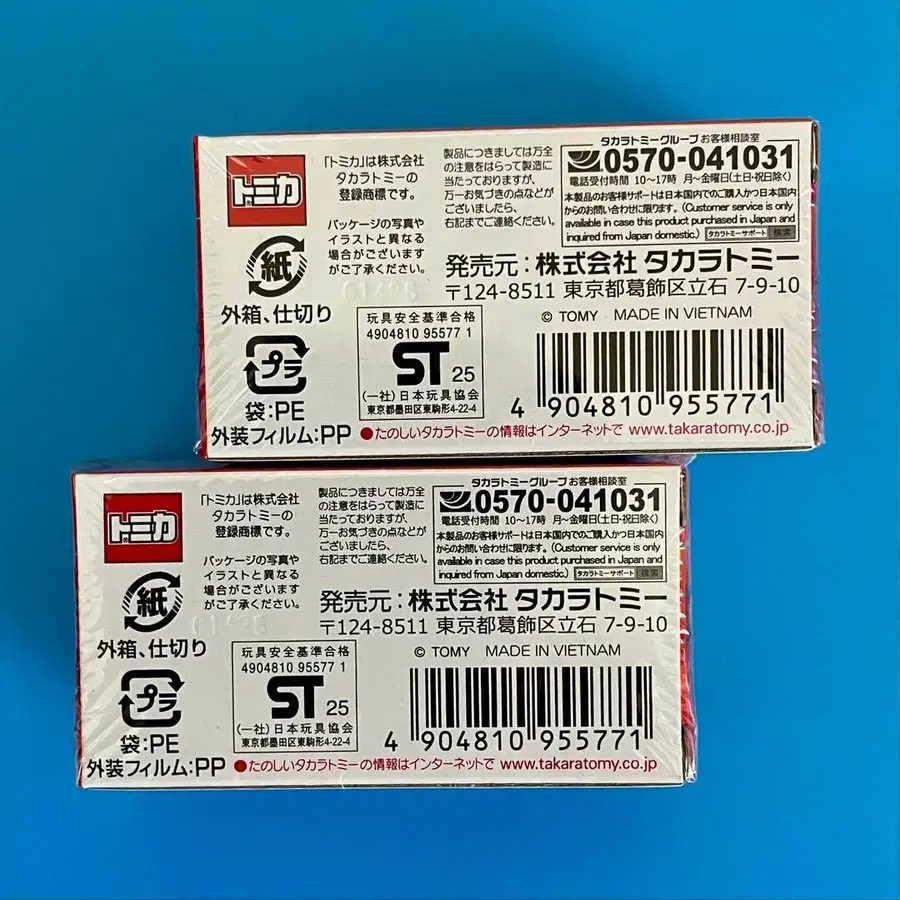 トミカ
「トミカ」は株式会社
タカラトミーの
登録商標です。
パッケージの写真や
イラストと異なる
場合がございます
がご了承ください。
製品につきましては万全
の注意をはらって製造に
当たっておりますが、
万一お気づきの点などが
ございましたら、
右記までご連絡ください。
タカラトミーグループ お客様相談室
0570-041031
電話受付時間 10～17時 月～金曜日(土日・祝日除く)
本製品のお客様サポートは日本国内でのご購入かつ日本国内
からのお問い合わせに限ります。(Customer service is only
available in case this product purchased in Japan and
inquired from Japan domestic.) タカラトミーサポート 検索
発売元：株式会社 タカラトミー
〒124-8511 東京都葛飾区立石 7-9-10
© TOMY MADE IN VIETNAM
紙
外箱、仕切り
プラ
袋：PE
外装フィルム：PP
玩具安全基準合格
4904810 95577 1
ST 25
(一社)日本玩具協会
東京都墨田区東駒形4-22-4
4 904810 955771
●たのしいタカラトミーの情報はインターネットで www.takaratomy.co.jp
トミカ
「トミカ」は株式会社
タカラトミーの
登録商標です。
パッケージの写真や
イラストと異なる
場合がございます
がご了承ください。
製品につきましては万全
の注意をはらって製造に
当たっておりますが、
万一お気づきの点などが
ございましたら、
右記までご連絡ください。
タカラトミーグループ お客様相談室
0570-041031
電話受付時間 10～17時 月～金曜日(土日・祝日除く)
本製品のお客様サポートは日本国内でのご購入かつ日本国内
からのお問い合わせに限ります。(Customer service is only
available in case this product purchased in Japan and
inquired from Japan domestic.) タカラトミーサポート 検索
発売元：株式会社 タカラトミー
〒124-8511 東京都葛飾区立石 7-9-10
© TOMY MADE IN VIETNAM
紙
外箱、仕切り
プラ
袋：PE
外装フィルム：PP
玩具安全基準合格
4904810 95577 1
ST 25
(一社)日本玩具協会
東京都墨田区東駒形4-22-4
4 904810 955771
●たのしいタカラトミーの情報はインターネットで www.takaratomy.co.jp